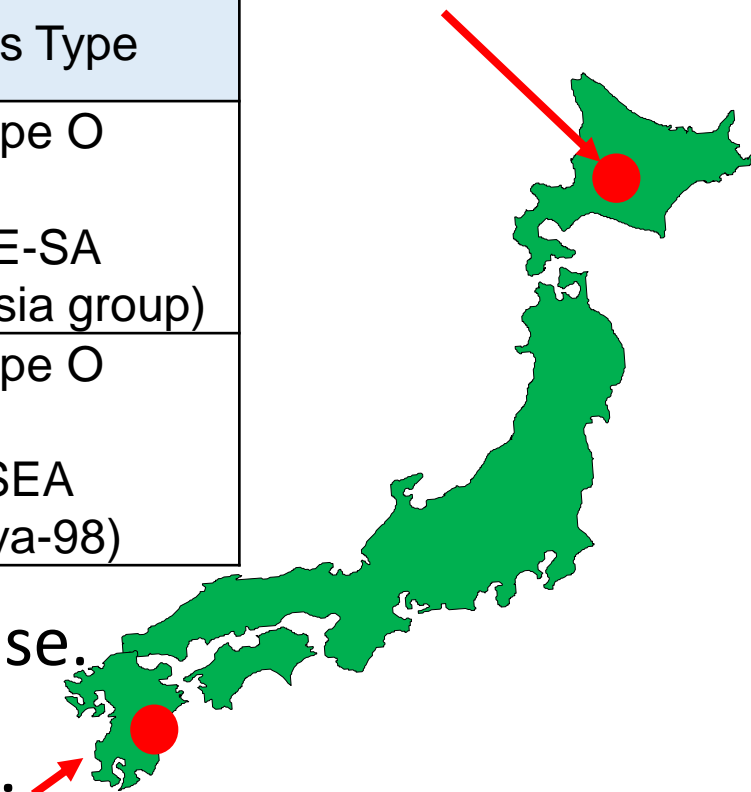 s Type
pe O
E-SA
sia group)
pe O
SEA
ya-98)
se.
.